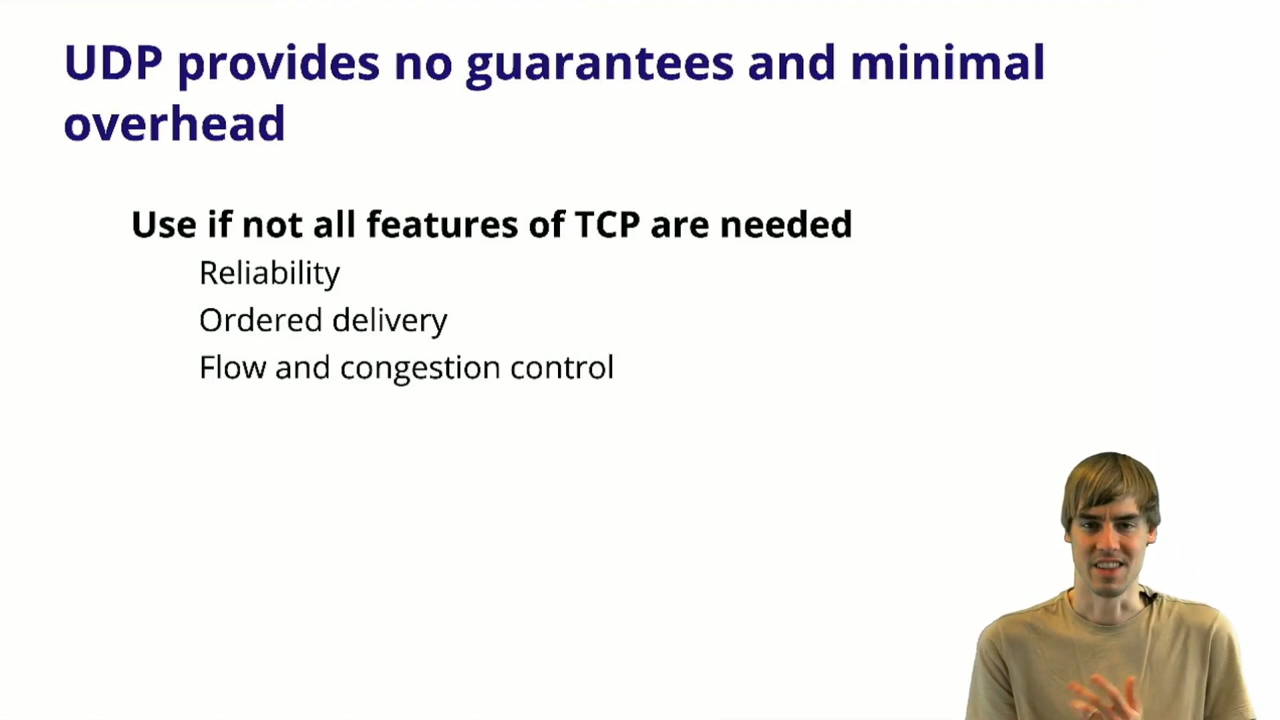 UDP provides no guarantees and minimal
overhead
Use if not all features of TCP are needed
Reliability
Ordered delivery
Flow and congestion control